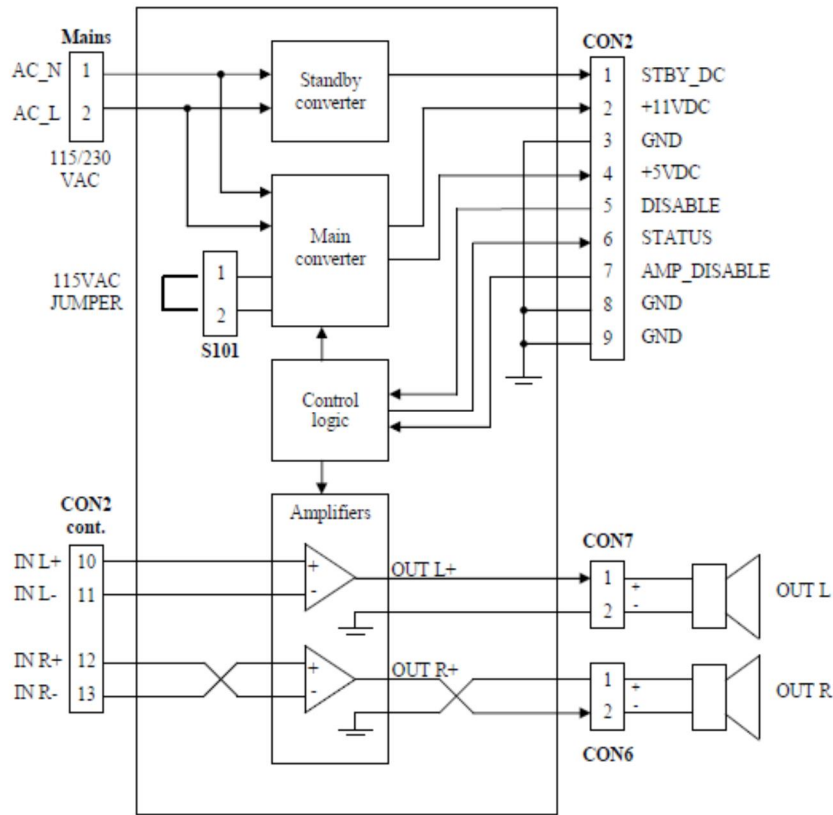 Mains
AC_N
1
AC_L
2
115/230
VAC
Standby
converter
CON2
1
STBY_DC
2
+11VDC
3
GND
4
+5VDC
5
DISABLE
6
STATUS
7
AMP_DISABLE
8
GND
9
GND
Main
converter
115VAC
JUMPER
1
2
S101
Control
logic
CON2
cont.
IN L+
10
IN L-
11
IN R+
12
IN R-
13
Amplifiers
+
-
OUT L+
+
-
OUT R+
CON7
1
2
+
-
OUT L
1
2
+
-
OUT R
CON6